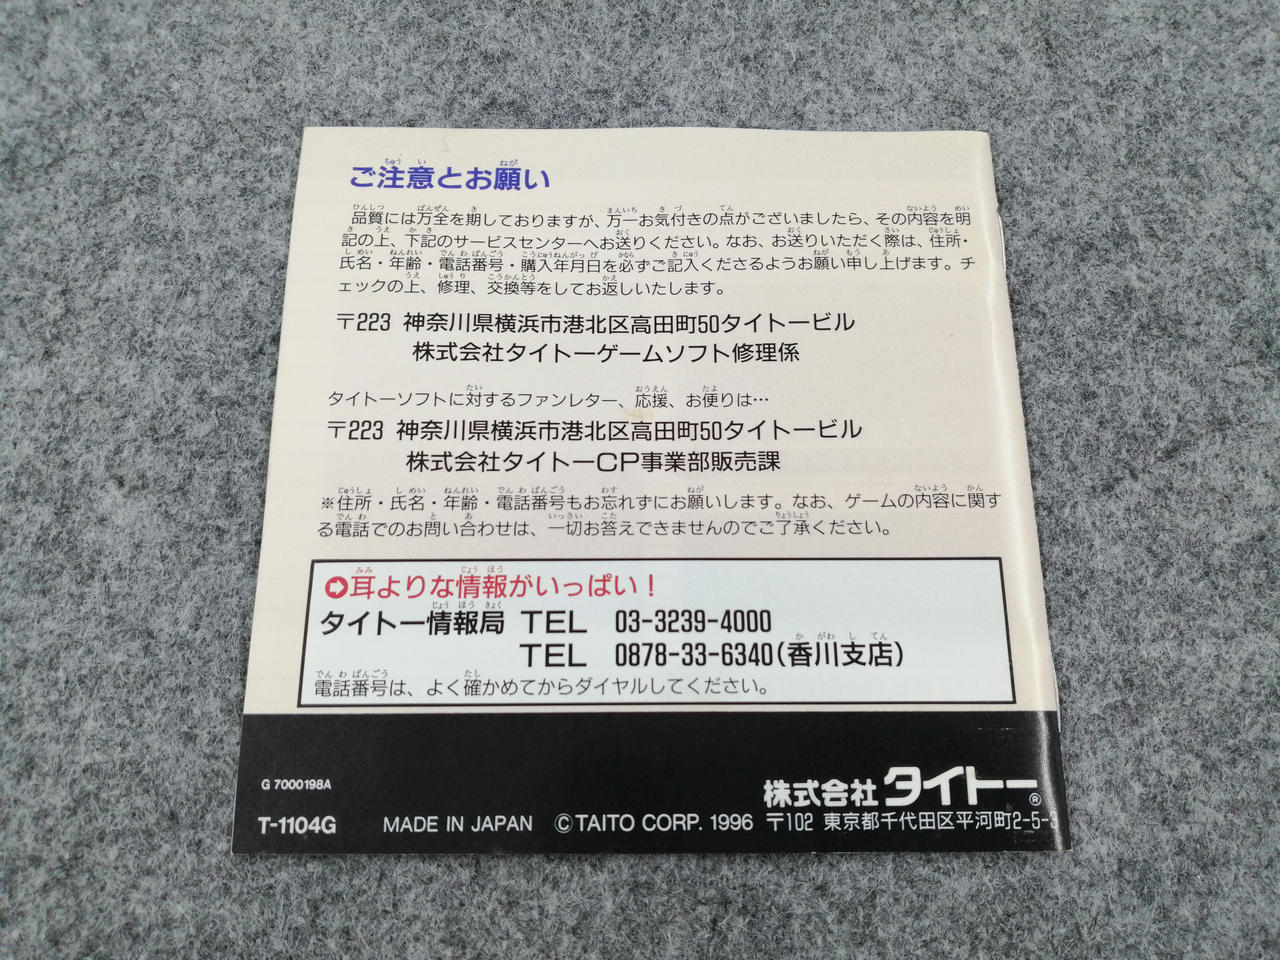 ご注意とお願い
品質には万全を期しておりますが、万一お気付きの点がございましたら、その内容を明
記の上、下記のサービスセンターへお送りください。なお、お送りいただく際は、住所・
氏名・年齢・電話番号・購入年月日を必ずご記入くださるようお願い申し上げます。チ
ェックの上、修理、交換等をしてお返しいたします。
〒223 神奈川県横浜市港北区高田町50タイトービル
株式会社タイトーゲームソフト修理係
タイトーソフトに対するファンレター、応援、お便りは…
〒223 神奈川県横浜市港北区高田町50タイトービル
株式会社タイトーCP事業部販売課
※住所・氏名・年齢・電話番号もお忘れずにお願いします。なお、ゲームの内容に関す
る電話でのお問い合わせは、一切お答えできませんのでご了承ください。
➡耳よりな情報がいっぱい！
タイトー情報局 TEL 03-3239-4000
TEL 0878-33-6340(香川支店)
電話番号は、よく確かめてからダイヤルしてください。
G 7000198A
株式会社タイトー®
T-1104G MADE IN JAPAN ©TAITO CORP. 1996 〒102 東京都千代田区平河町2-5-3